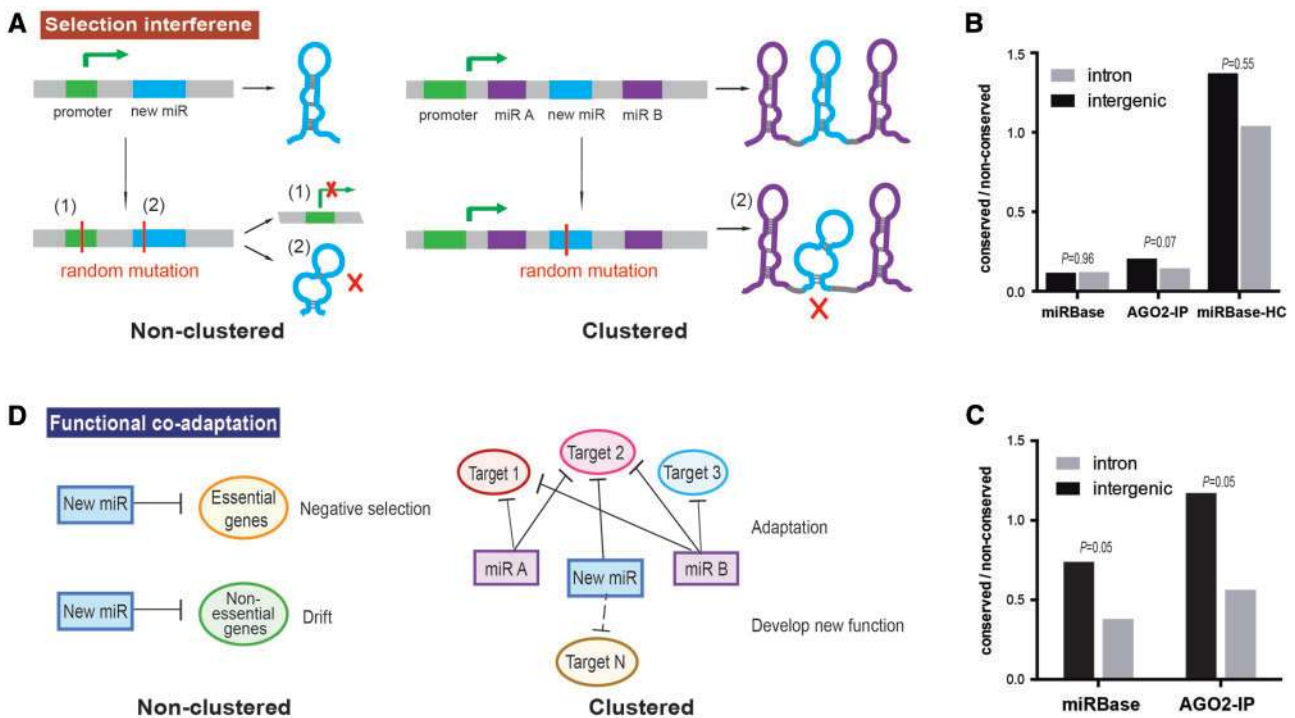 A
Selection interferene
promoter
new miR
(1)
(2)
random mutation
(1)
(2)
Non-clustered
promoter
miR A
new miR
miR B
random mutation
(2)
Clustered
B
conserved / non-conserved
1.5
1.0
0.5
0.0
intron
intergenic
P=0.96
P=0.07
P=0.55
miRBase
AGO2-IP
miRBase-HC
D
Functional co-adaptation
New miR
Essential
genes
Negative selection
New miR
Non-
essential
genes
Drift
Non-clustered
Target 1
Target 2
Target 3
Adaptation
miR A
New miR
miR B
Develop new function
Target N
Clustered
C
conserved / non-conserved
1.5
1.0
0.5
0.0
intron
intergenic
P=0.05
P=0.05
miRBase
AGO2-IP